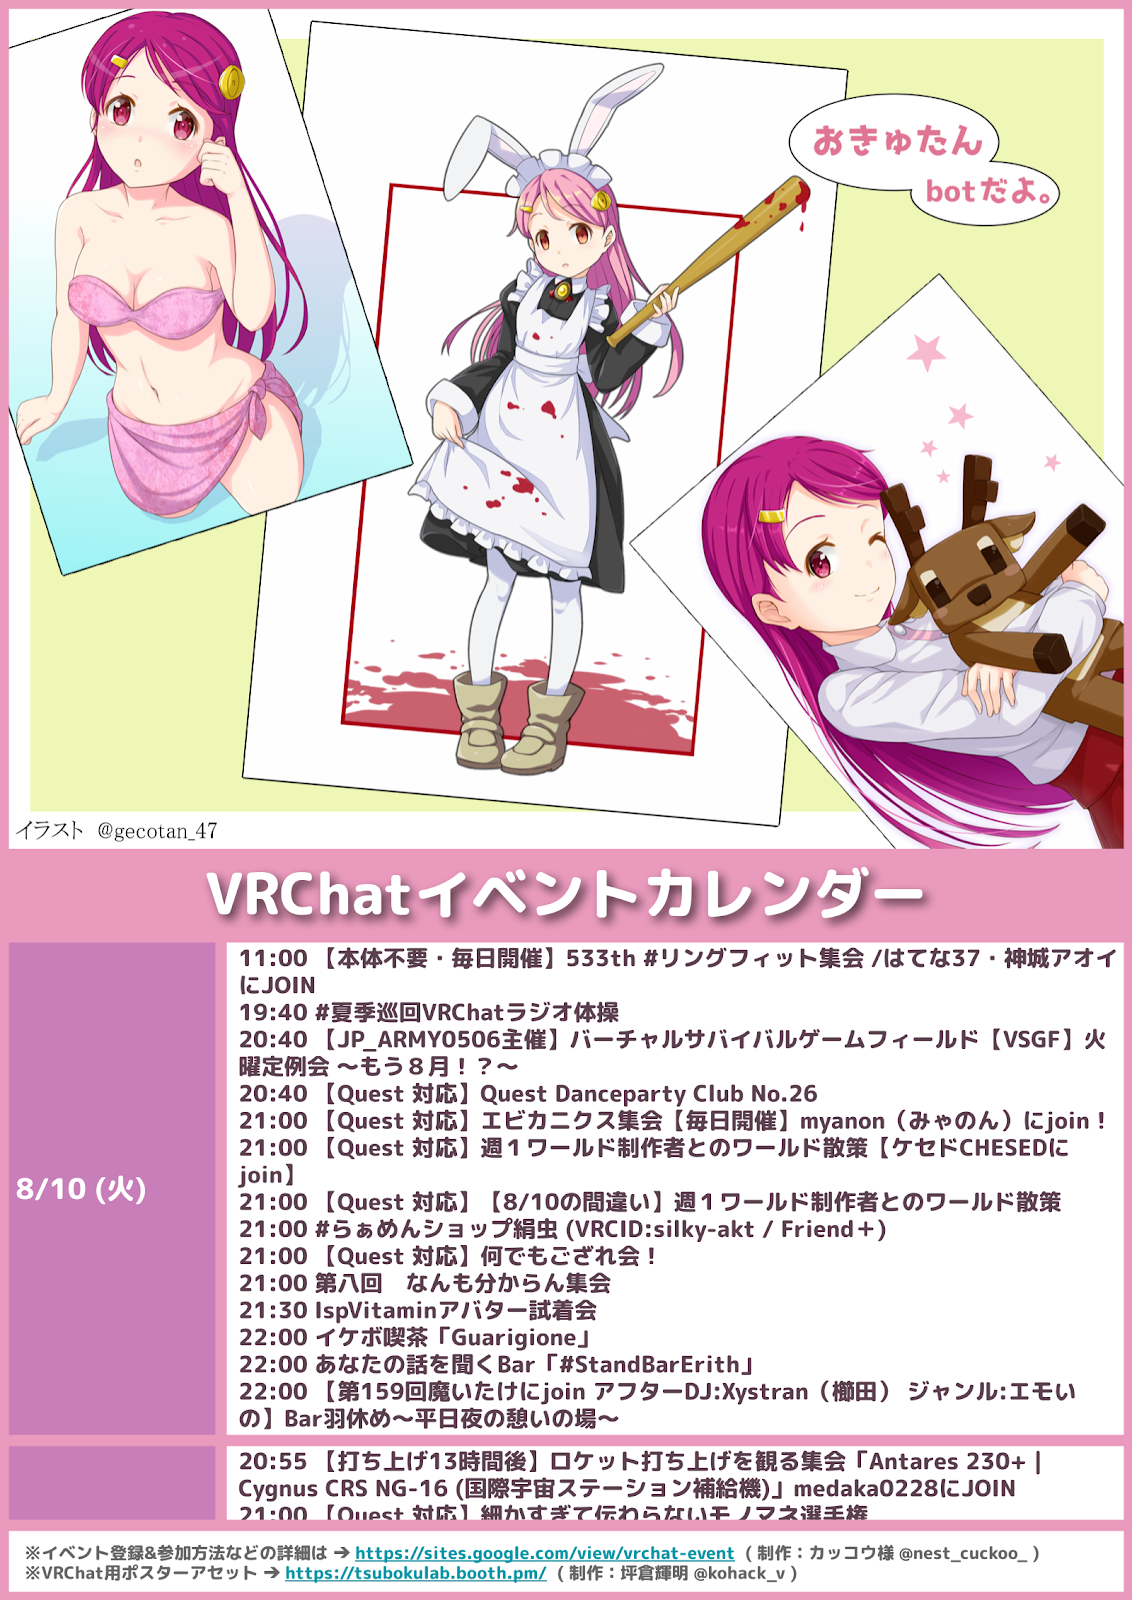 おきゅたん
botだよ。
イラスト @gecotan_47
VRChatイベントカレンダー
8/10 (火)
11:00 【本体不要・毎日開催】533th #リングフィット集会 /はてな37・神城アオイ
にJOIN
19:40 #夏季巡回VRChatラジオ体操
20:40 【JP_ARMY0506主催】バーチャルサバイバルゲームフィールド【VSGF】火
曜定例会 〜もう８月！？〜
20:40 【Quest 対応】Quest Danceparty Club No.26
21:00 【Quest 対応】エビカニクス集会【毎日開催】myanon（みゃのん）にjoin！
21:00 【Quest 対応】週１ワールド制作者とのワールド散策【ケセドCHESEDに
join】
21:00 【Quest 対応】【8/10の間違い】週１ワールド制作者とのワールド散策
21:00 #らぁめんショップ絹虫 (VRCID:silky-akt / Friend＋)
21:00 【Quest 対応】何でもござれ会！
21:00 第八回　なんも分からん集会
21:30 IspVitaminアバター試着会
22:00 イケボ喫茶「Guarigione」
22:00 あなたの話を聞くBar「#StandBarErith」
22:00 【第159回魔いたけにjoin アフターDJ:Xystran（櫛田） ジャンル:エモい
の】Bar羽休め〜平日夜の憩いの場〜
20:55 【打ち上げ13時間後】ロケット打ち上げを観る集会「Antares 230+ |
Cygnus CRS NG-16 (国際宇宙ステーション補給機)」medaka0228にJOIN
21:00 【Quest 対応】細かすぎて伝わらないモノマネ選手権
※イベント登録&参加方法などの詳細は → https://sites.google.com/view/vrchat-event ( 制作：カッコウ様 @nest_cuckoo_ )
※VRChat用ポスターアセット → https://tsubokulab.booth.pm/ ( 制作：坪倉輝明 @kohack_v )